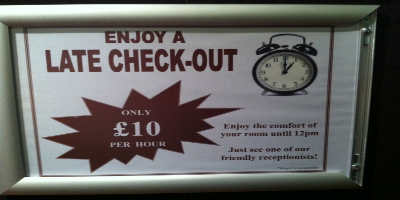 ENJOY A
LATE CHECK-OUT
ONLY
£10
PER HOUR
Enjoy the comfort of
your room until 12pm
Just see one of our
friendly receptionists!